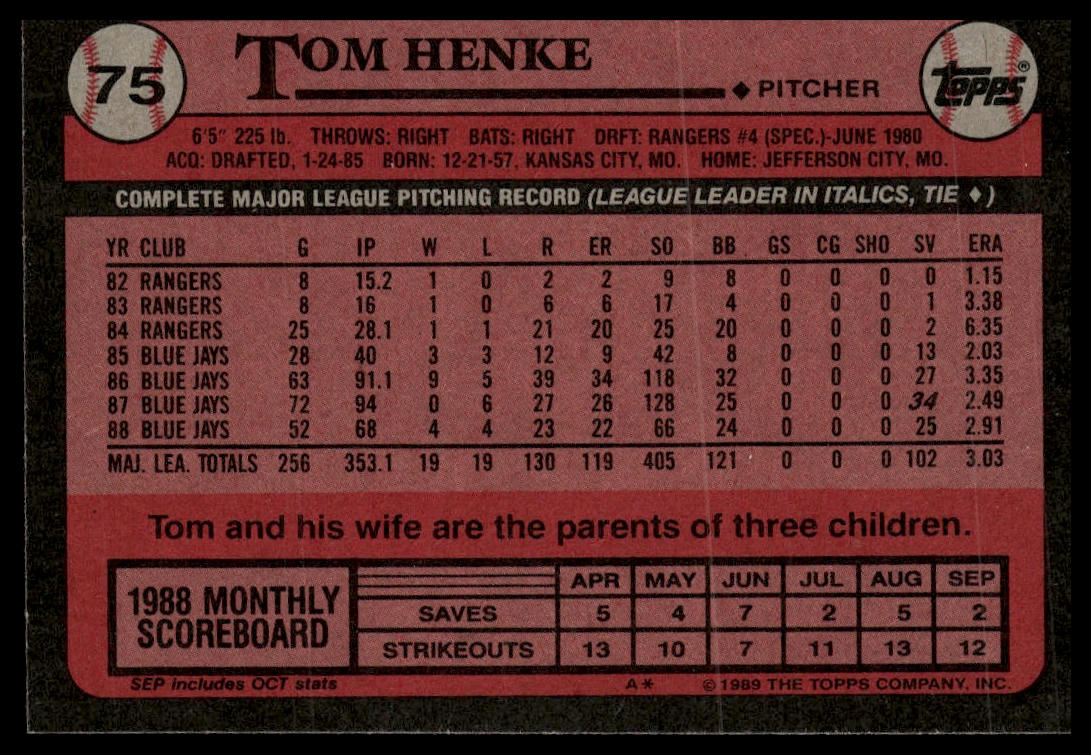 75
TOM HENKE
♦ PITCHER
TOPPS®
6'5" 225 lb. THROWS: RIGHT BATS: RIGHT DRFT: RANGERS #4 (SPEC.)-JUNE 1980
ACQ: DRAFTED, 1-24-85 BORN: 12-21-57, KANSAS CITY, MO. HOME: JEFFERSON CITY, MO.
COMPLETE MAJOR LEAGUE PITCHING RECORD (LEAGUE LEADER IN ITALICS, TIE ♦)
YR CLUB G IP W L R ER SO BB GS CG SHO SV ERA
82 RANGERS 8 15.2 1 0 2 2 9 8 0 0 0 0 1.15
83 RANGERS 8 16 1 0 6 6 17 4 0 0 0 1 3.38
84 RANGERS 25 28.1 1 1 21 20 25 20 0 0 0 2 6.35
85 BLUE JAYS 28 40 3 3 12 9 42 8 0 0 0 13 2.03
86 BLUE JAYS 63 91.1 9 5 39 34 118 32 0 0 0 27 3.35
87 BLUE JAYS 72 94 0 6 27 26 128 25 0 0 0 34 2.49
88 BLUE JAYS 52 68 4 4 23 22 66 24 0 0 0 25 2.91
MAJ. LEA. TOTALS 256 353.1 19 19 130 119 405 121 0 0 0 102 3.03
Tom and his wife are the parents of three children.
1988 MONTHLY
SCOREBOARD
APR MAY JUN JUL AUG SEP
SAVES 5 4 7 2 5 2
STRIKEOUTS 13 10 7 11 13 12
SEP includes OCT stats A* © 1989 THE TOPPS COMPANY, INC.